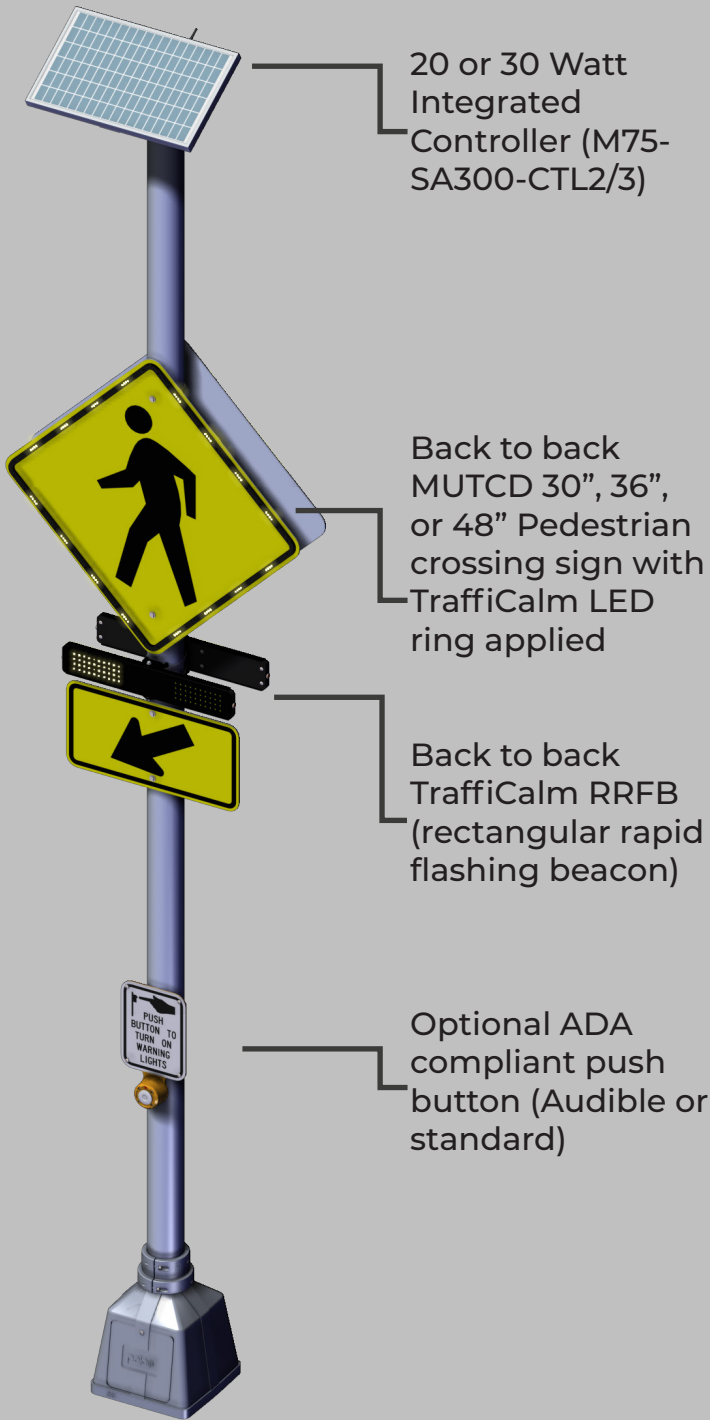 20 or 30 Watt
Integrated
Controller (M75-
SA300-CTL2/3)
Back to back
MUTCD 30”, 36”,
or 48” Pedestrian
crossing sign with
TraffiCalm LED
ring applied
Back to back
TraffiCalm RRFB
(rectangular rapid
flashing beacon)
PUSH
BUTTON TO
TURN ON
WARNING
LIGHTS
Optional ADA
compliant push
button (Audible or
standard)